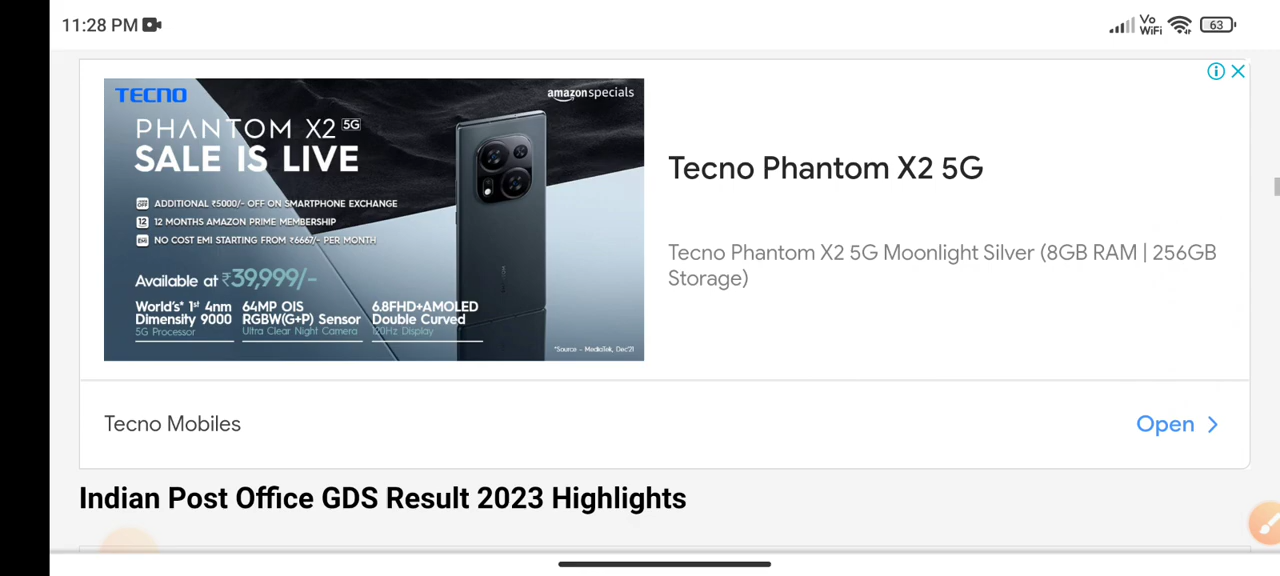 11:28 PM
Vo WiFi
63
TECNO
amazonspecials
PHANTOM X2 5G
SALE IS LIVE
ADDITIONAL ₹5000/- OFF ON SMARTPHONE EXCHANGE
12 12 MONTHS AMAZON PRIME MEMBERSHIP
NO COST EMI STARTING FROM ₹6667/- PER MONTH
Available at ₹39,999/-
World's* 1st 4nm
Dimensity 9000
5G Processor
64MP OIS
RGBW(G+P) Sensor
Ultra Clear Night Camera
6.8FHD+AMOLED
Double Curved
120Hz Display
*Source - MediaTek, Dec'21
Tecno Phantom X2 5G
Tecno Phantom X2 5G Moonlight Silver (8GB RAM | 256GB
Storage)
Tecno Mobiles
Open
Indian Post Office GDS Result 2023 Highlights